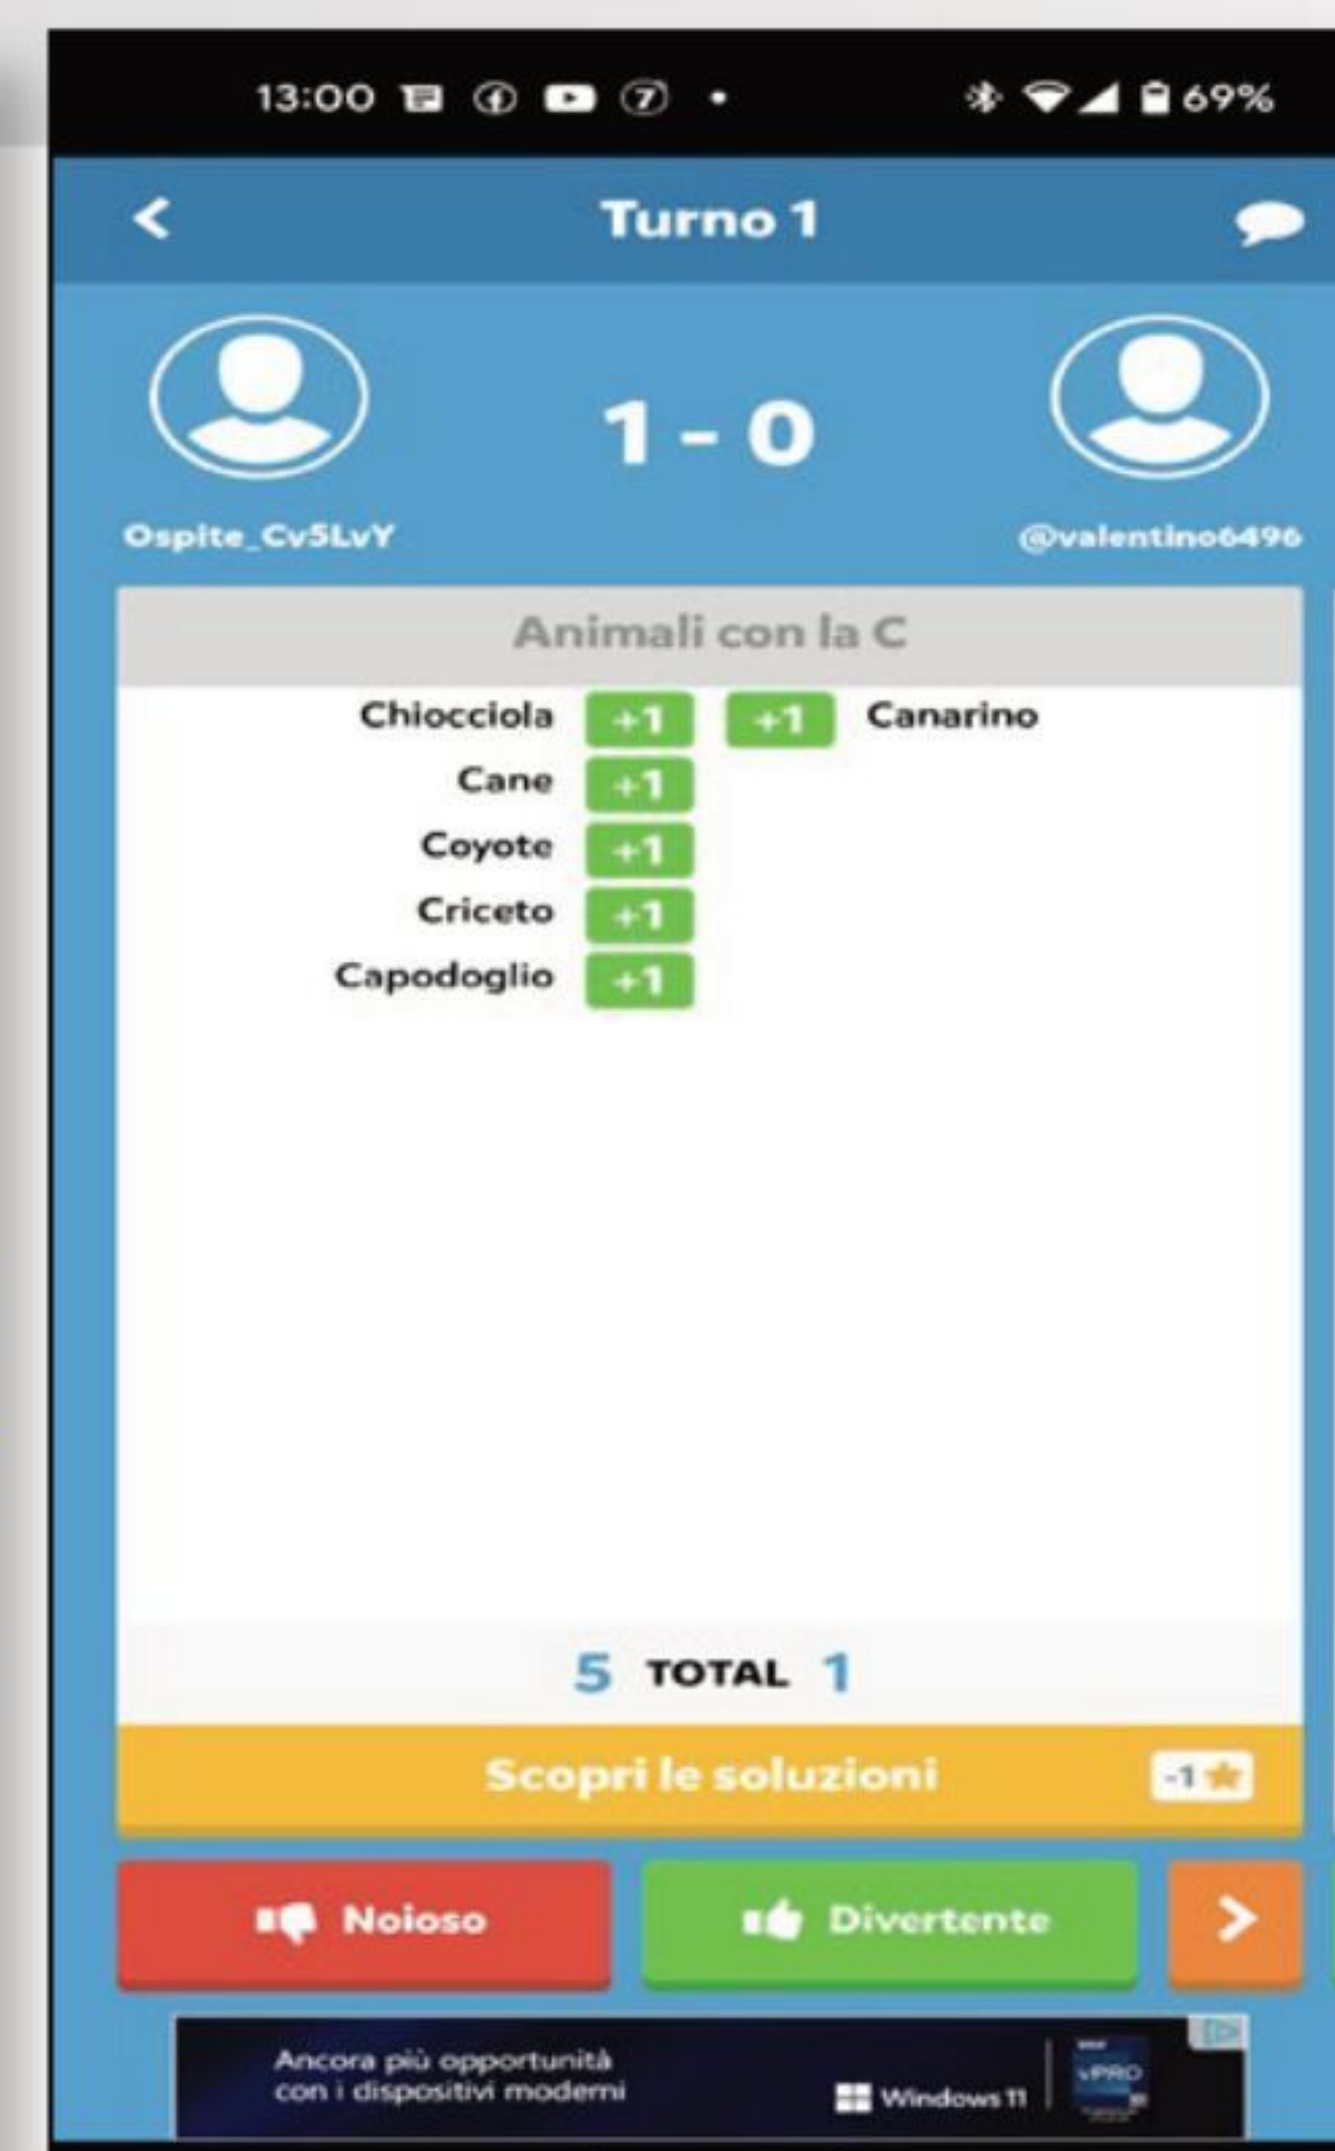 13:00 69%
Turno 1
1 - 0
Ospite_Cv5LvY @valentino6496
Animali con la C
Chiocciola +1 +1 Canarino
Cane +1
Coyote +1
Criceto +1
Capodoglio +1
5 TOTAL 1
Scopri le soluzioni -1
Noioso Divertente
Ancora più opportunità
con i dispositivi moderni
Windows 11
vPRO